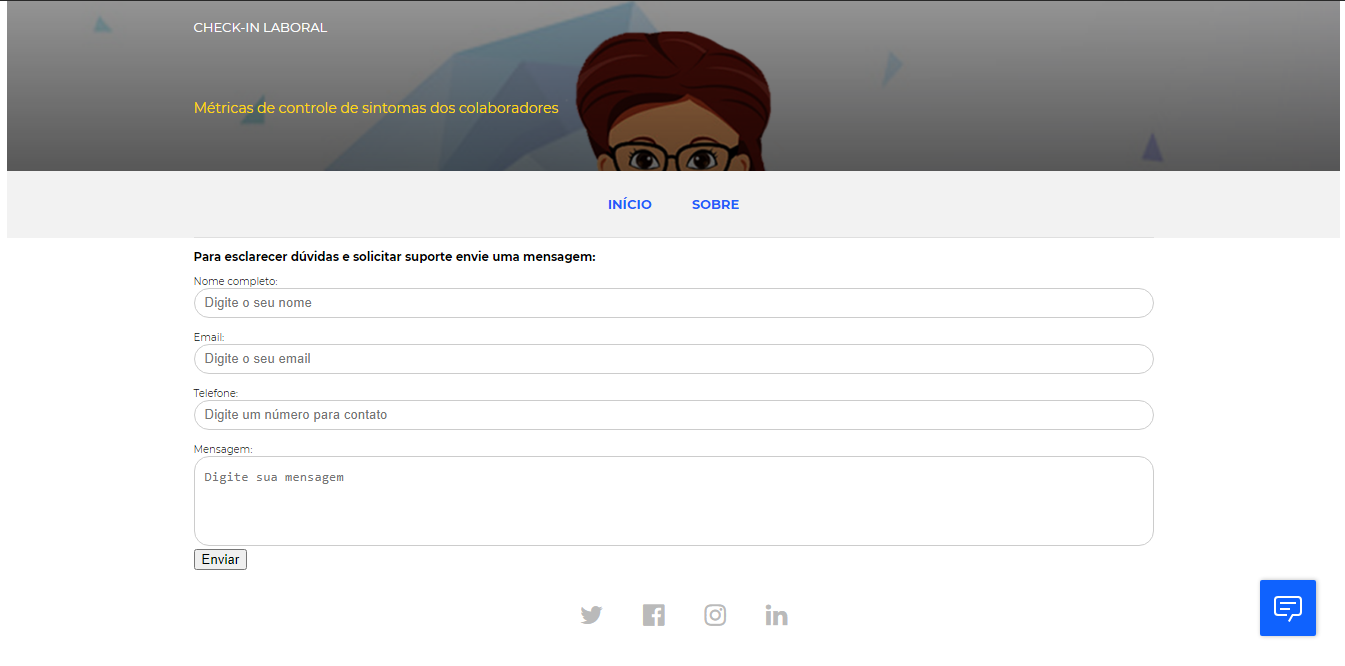 CHECK-IN LABORAL
Métricas de controle de sintomas dos colaboradores
INÍCIO SOBRE
Para esclarecer dúvidas e solicitar suporte envie uma mensagem:
Nome completo:
Digite o seu nome
Email:
Digite o seu email
Telefone:
Digite um número para contato
Mensagem:
Digite sua mensagem
Enviar